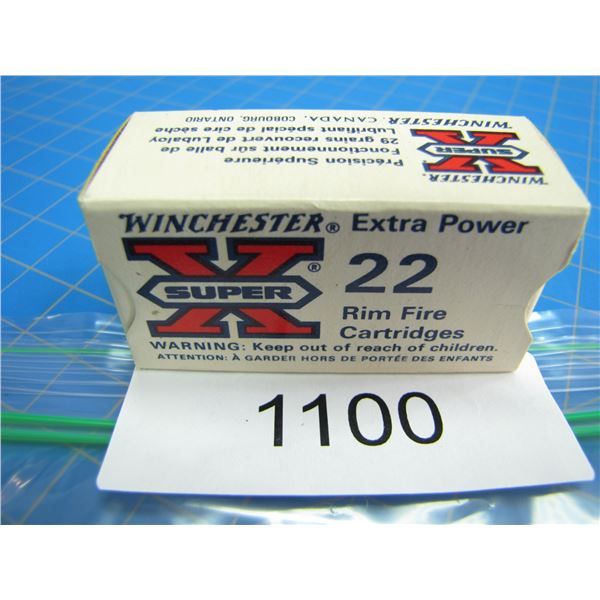 WINCHESTER, CANADA, COBOURG, ONTARIO
Lubrifiant spécial de cire sèche
29 grains recouvert de Lubaloy
Fonctionnement sûr balle de
Précision Supérieure
WINCHESTER
X
SUPER
WINCHESTER.
WINCHESTER® Extra Power
X®
SUPER
22
Rim Fire
Cartridges
WARNING: Keep out of reach of children.
ATTENTION: À GARDER HORS DE PORTÉE DES ENFANTS
1100